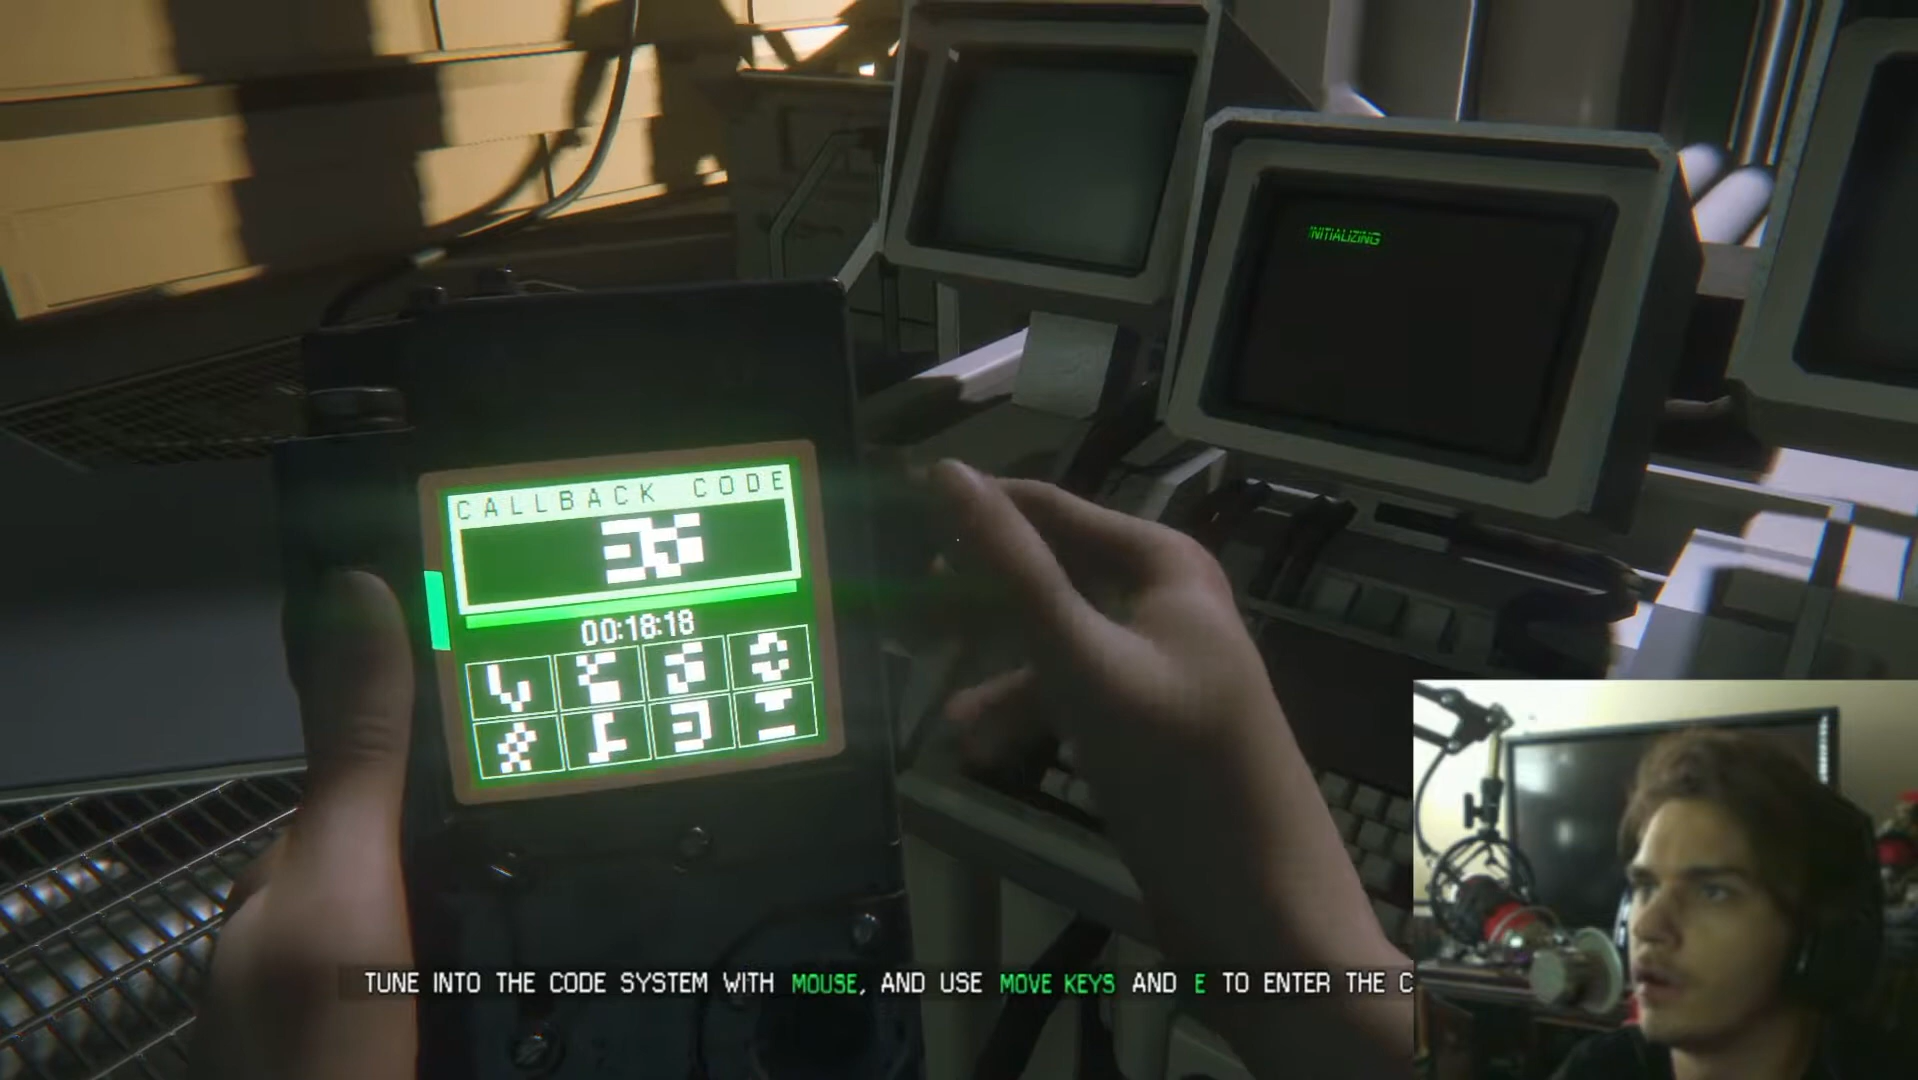 INITIALIZING
CALLBACK CODE
00:18:18
TUNE INTO THE CODE SYSTEM WITH MOUSE, AND USE MOVE KEYS AND E TO ENTER THE C